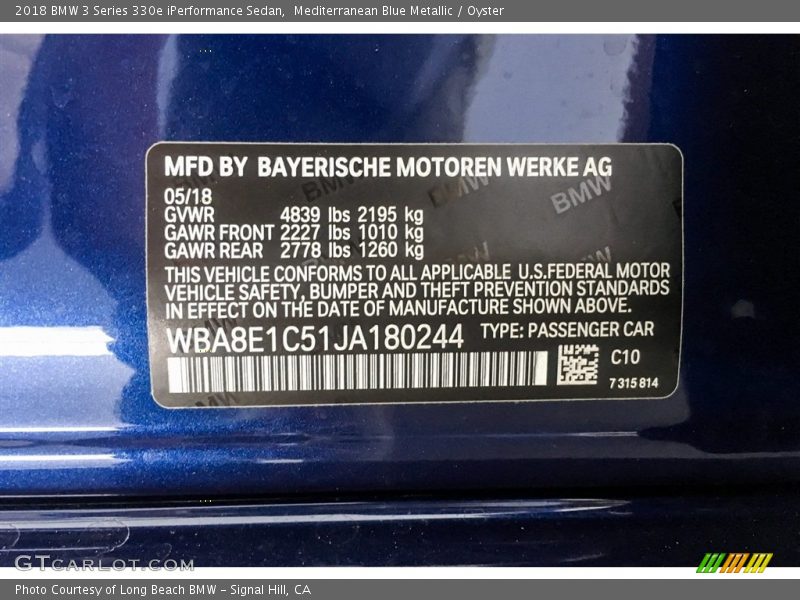 2018 BMW 3 Series 330e iPerformance Sedan,  Mediterranean Blue Metallic / Oyster
MFD BY BAYERISCHE MOTOREN WERKE AG
05/18
GVWR 4839 lbs 2195 kg
GAWR FRONT 2227 lbs 1010 kg
GAWR REAR 2778 lbs 1260 kg
THIS VEHICLE CONFORMS TO ALL APPLICABLE U.S.FEDERAL MOTOR
VEHICLE SAFETY, BUMPER AND THEFT PREVENTION STANDARDS
IN EFFECT ON THE DATE OF MANUFACTURE SHOWN ABOVE.
WBA8E1C51JA180244 TYPE: PASSENGER CAR
C10
7 315 814
BMW
GTCARLOT.COM
Photo Courtesy of Long Beach BMW - Signal Hill, CA